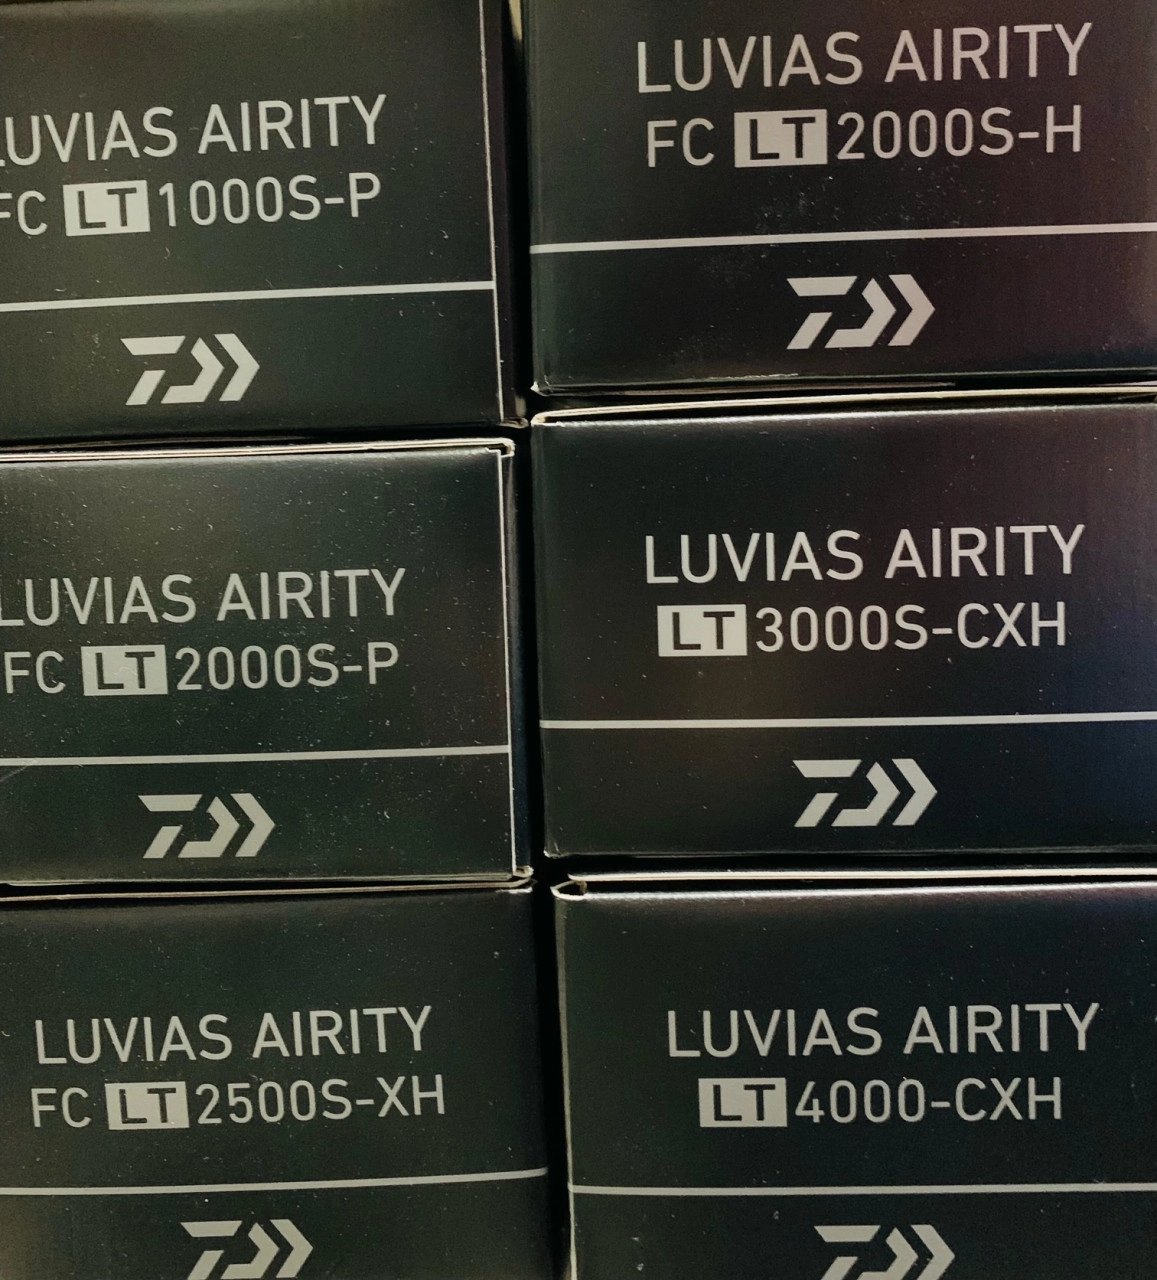 LUVIAS AIRITY
FC LT 1000S-P
LUVIAS AIRITY
FC LT 2000S-H
LUVIAS AIRITY
FC LT 2000S-P
LUVIAS AIRITY
LT 3000S-CXH
LUVIAS AIRITY
FC LT 2500S-XH
LUVIAS AIRITY
LT 4000-CXH